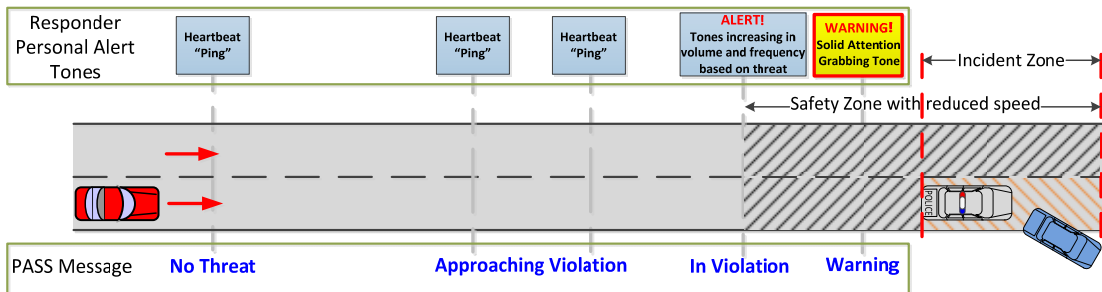 Responder
Personal Alert
Tones
Heartbeat
“Ping”
Heartbeat
“Ping”
Heartbeat
“Ping”
ALERT!
Tones increasing in
volume and frequency
based on threat
WARNING!
Solid Attention
Grabbing Tone
Incident Zone
Safety Zone with reduced speed
POLICE
PASS Message
No Threat
Approaching Violation
In Violation
Warning